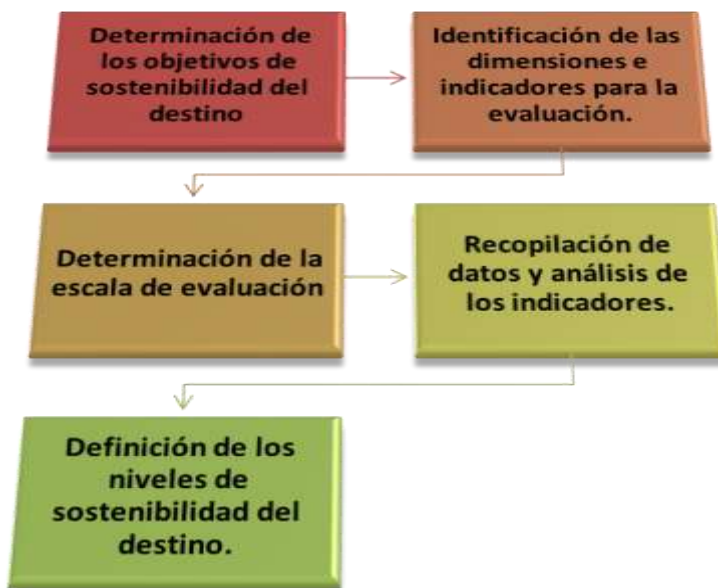 Determinación de
los objetivos de
sostenibilidad del
destino
Identificación de las
dimensiones e
indicadores para la
evaluación.
Determinación de la
escala de evaluación
Recopilación de
datos y análisis de
los indicadores.
Definición de los
niveles de
sostenibilidad del
destino.